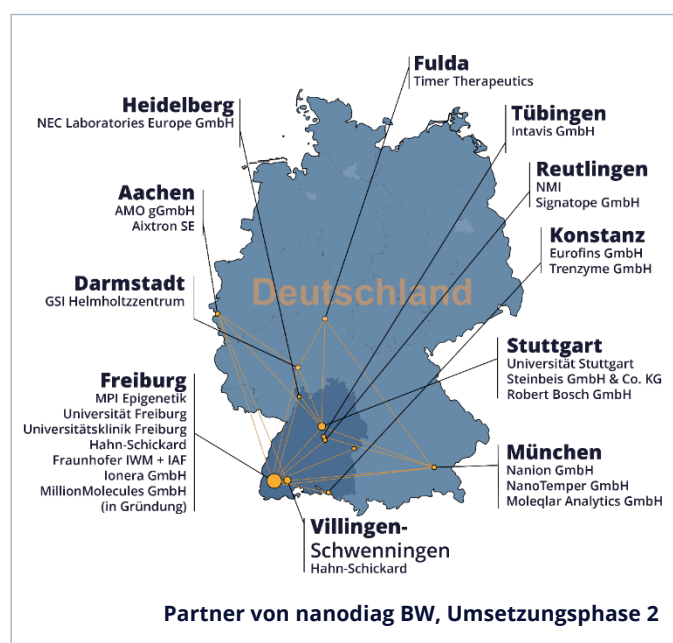 Fulda
Timer Therapeutics
Heidelberg
NEC Laboratories Europe GmbH
Tübingen
Intavis GmbH
Aachen
AMO gGmbH
Aixtron SE
Reutlingen
NMI
Signatope GmbH
Konstanz
Eurofins GmbH
Trenzyme GmbH
Darmstadt
GSI Helmholtzzentrum
Deutschland
Stuttgart
Universität Stuttgart
Steinbeis GmbH & Co. KG
Robert Bosch GmbH
Freiburg
MPI Epigenetik
Universität Freiburg
Universitätsklinik Freiburg
Hahn-Schickard
Fraunhofer IWM + IAF
Ionera GmbH
MillionMolecules GmbH
(in Gründung)
München
Nanion GmbH
NanoTemper GmbH
Moleqlar Analytics GmbH
Villingen-
Schwenningen
Hahn-Schickard
Partner von nanodiag BW, Umsetzungsphase 2